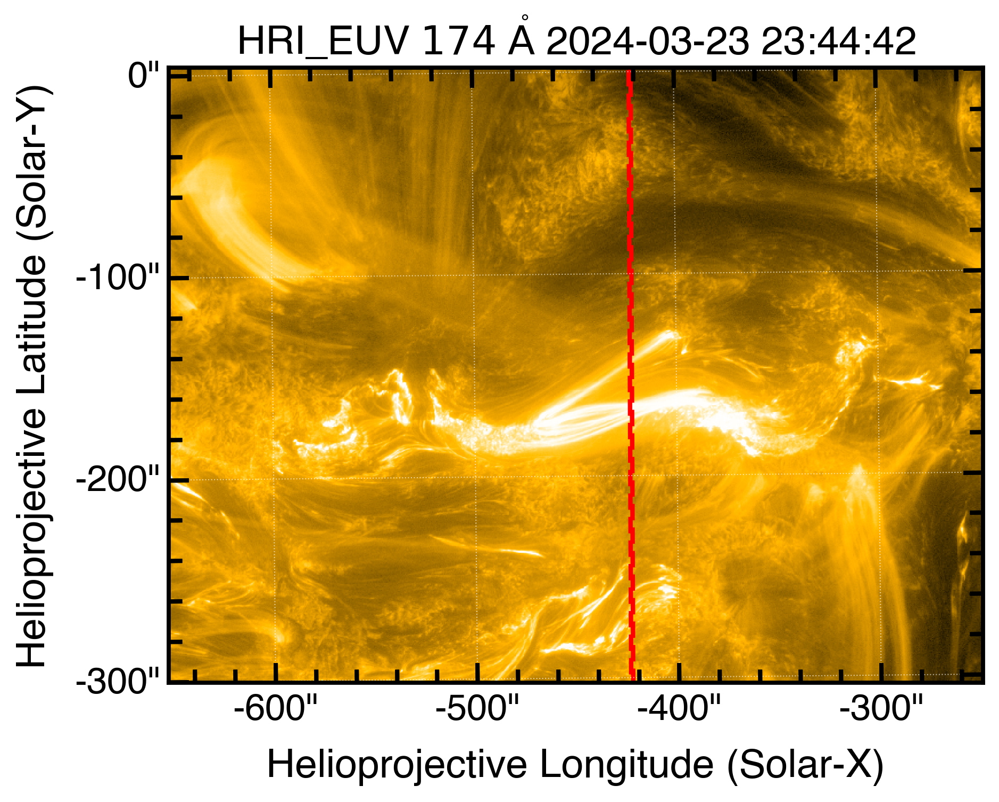 HRI_EUV 174 Å 2024-03-23 23:44:42
Helioprojective Latitude (Solar-Y)
0"
-100"
-200"
-300"
-600" -500" -400" -300"
Helioprojective Longitude (Solar-X)